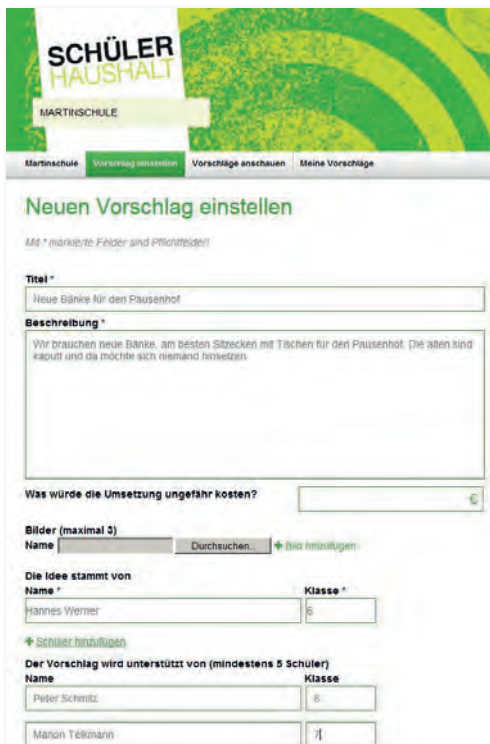 SCHÜLER
HAUSHALT
MARTINSCHULE
Martinschule Vorschlag einstellen Vorschläge anschauen Meine Vorschläge
Neuen Vorschlag einstellen
Mit * markierte Felder sind Pflichtfelder!
Titel *
Neue Bänke für den Pausenhof
Beschreibung *
Wir brauchen neue Bänke, am besten Sitzecken mit Tischen für den Pausenhof. Die alten sind
kaputt und da möchte sich niemand hinsetzen.
Was würde die Umsetzung ungefähr kosten? €
Bilder (maximal 3)
Name Durchsuchen... + Bild hinzufügen
Die Idee stammt von
Name * Klasse *
Hannes Werner 6
+ Schüler hinzufügen
Der Vorschlag wird unterstützt von (mindestens 5 Schüler)
Name Klasse
Peter Schmitz 6
Marion Telkmann 7